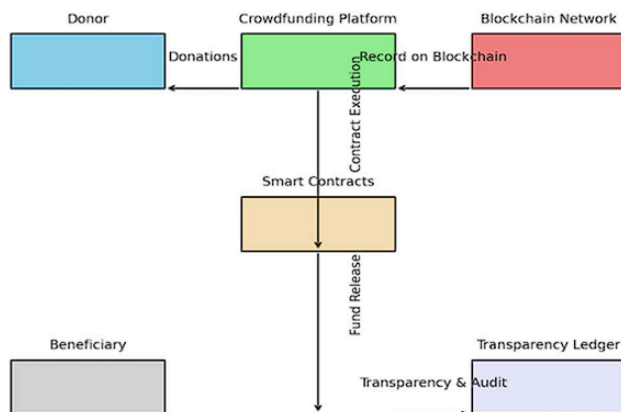 Donor
Crowdfunding Platform
Blockchain Network
Donations
Record on Blockchain
Contract Execution
Smart Contracts
Fund Release
Beneficiary
Transparency Ledger
Transparency & Audit